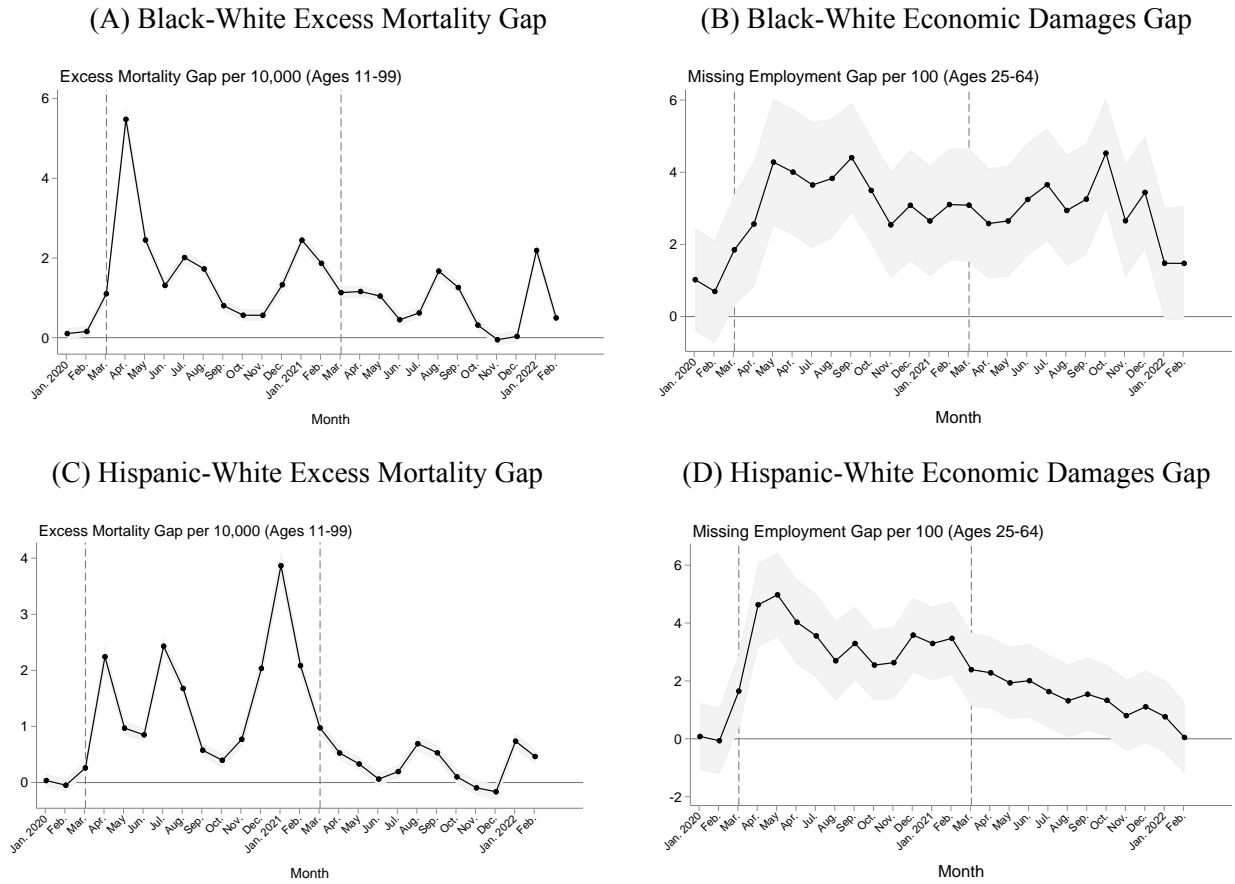 (A) Black-White Excess Mortality Gap
Excess Mortality Gap per 10,000 (Ages 11-99)
6
4
2
0
Jan. 2020 Feb. Mar. Apr. May Jun. Jul. Aug. Sep. Oct. Nov. Dec. Jan. 2021 Feb. Mar. Apr. May Jun. Jul. Aug. Sep. Oct. Nov. Dec. Jan. 2022 Feb.
Month
(B) Black-White Economic Damages Gap
Missing Employment Gap per 100 (Ages 25-64)
6
4
2
0
Jan. 2020 Feb. Mar. Apr. May Apr. Jul. Aug. Sep. Oct. Nov. Dec. Jan. 2021 Feb. Mar. Apr. May Jun. Jul. Aug. Sep. Oct. Nov. Dec. Jan. 2022 Feb.
Month
(C) Hispanic-White Excess Mortality Gap
Excess Mortality Gap per 10,000 (Ages 11-99)
4
3
2
1
0
Jan. 2020 Feb. Mar. Apr. May Jun. Jul. Aug. Sep. Oct. Nov. Dec. Jan. 2021 Feb. Mar. Apr. May Jun. Jul. Aug. Sep. Oct. Nov. Dec. Jan. 2022 Feb.
Month
(D) Hispanic-White Economic Damages Gap
Missing Employment Gap per 100 (Ages 25-64)
6
4
2
0
-2
Jan. 2020 Feb. Mar. Apr. May Apr. Jul. Aug. Sep. Oct. Nov. Dec. Jan. 2021 Feb. Mar. Apr. May Jun. Jul. Aug. Sep. Oct. Nov. Dec. Jan. 2022 Feb.
Month